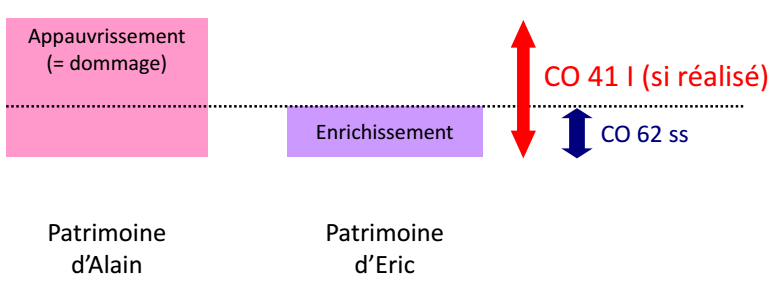 Appauvrissement
(= dommage)
CO 41 I (si réalisé)
Enrichissement
CO 62 ss
Patrimoine
d’Alain
Patrimoine
d’Eric